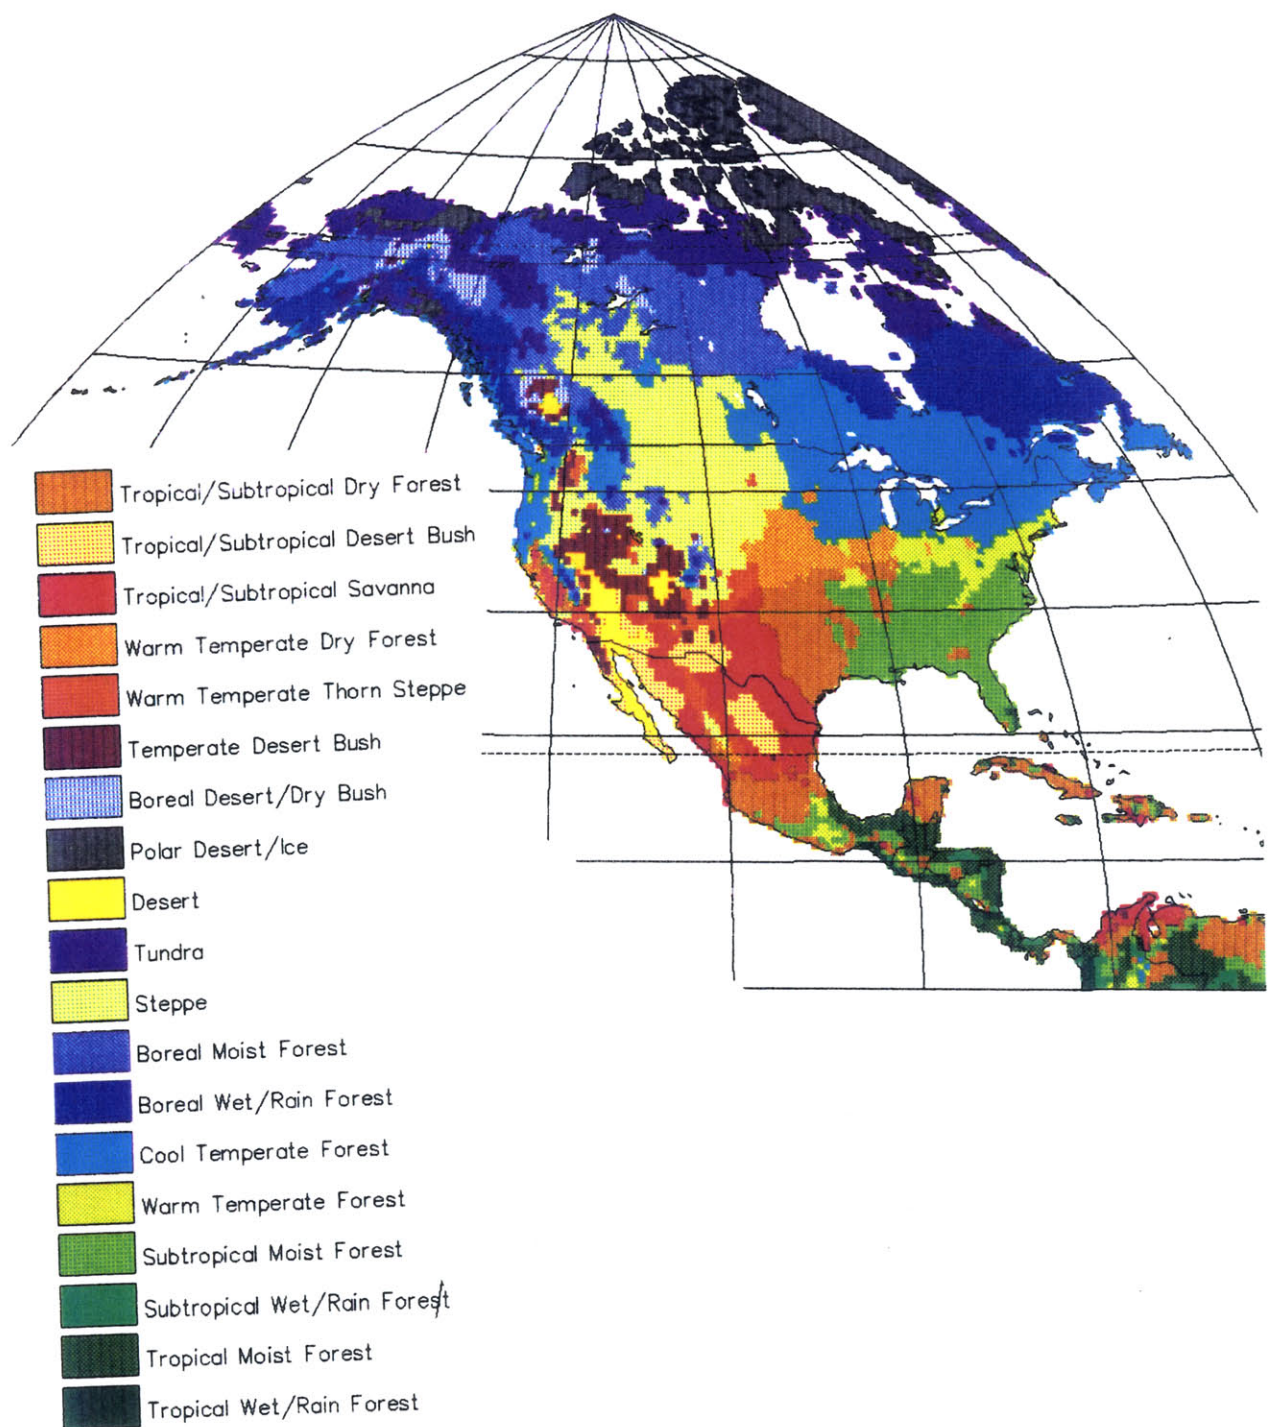 Tropical/Subtropical Dry Forest
Tropical/Subtropical Desert Bush
Tropical/Subtropical Savanna
Warm Temperate Dry Forest
Warm Temperate Thorn Steppe
Temperate Desert Bush
Boreal Desert/Dry Bush
Polar Desert/Ice
Desert
Tundra
Steppe
Boreal Moist Forest
Boreal Wet/Rain Forest
Cool Temperate Forest
Warm Temperate Forest
Subtropical Moist Forest
Subtropical Wet/Rain Forest
Tropical Moist Forest
Tropical Wet/Rain Forest